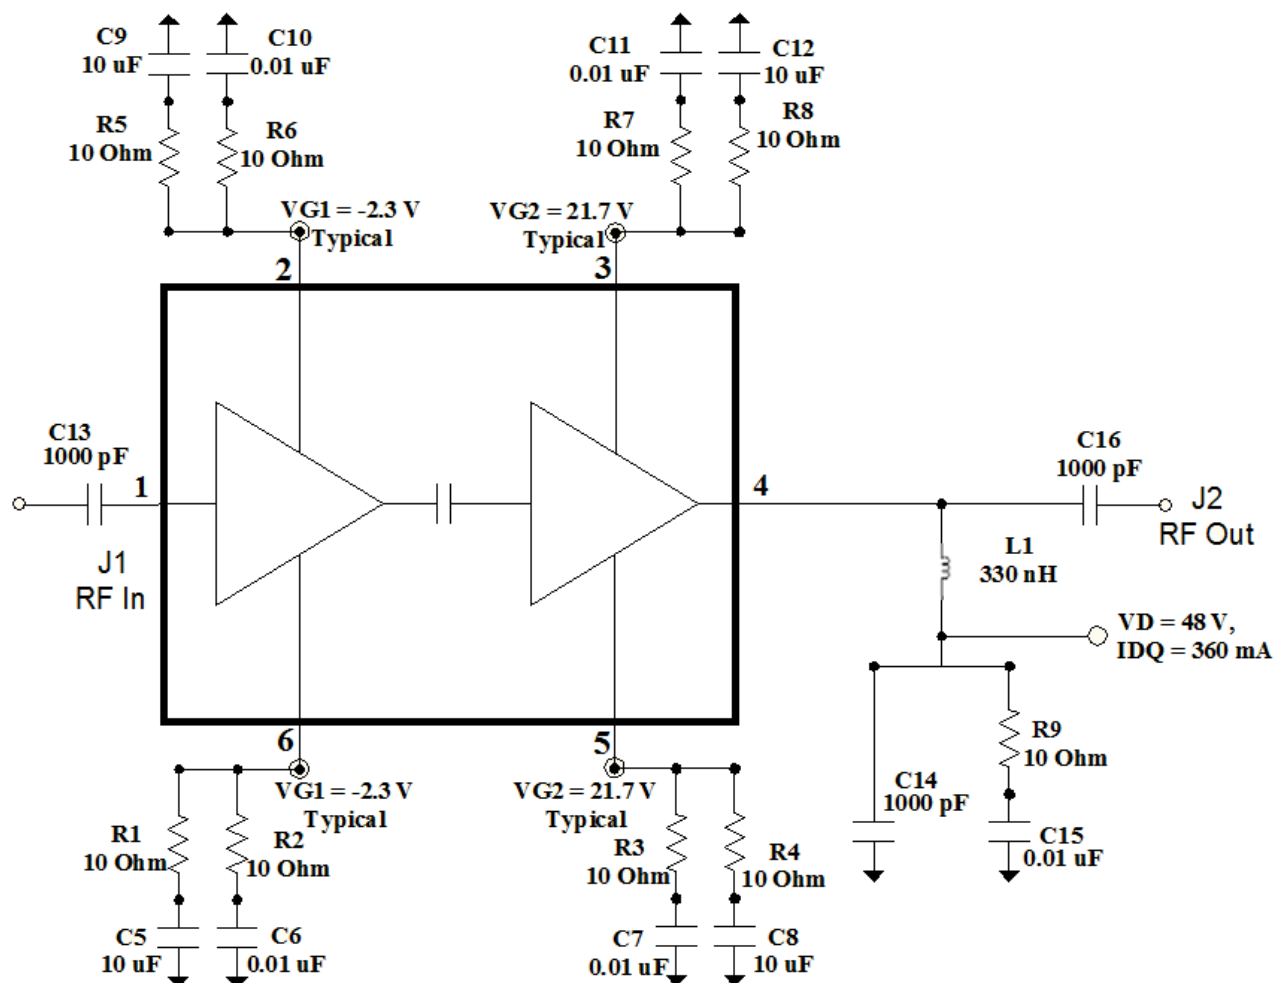 C9
10 uF
C10
0.01 uF
C11
0.01 uF
C12
10 uF
R5
10 Ohm
R6
10 Ohm
R7
10 Ohm
R8
10 Ohm
VG1 = -2.3 V
Typical
VG2 = 21.7 V
Typical
2
3
C13
1000 pF
1
J1
RF In
4
C16
1000 pF
J2
RF Out
L1
330 nH
VD = 48 V,
IDQ = 360 mA
6
5
VG1 = -2.3 V
Typical
VG2 = 21.7 V
Typical
R9
10 Ohm
C14
1000 pF
C15
0.01 uF
R1
10 Ohm
R2
10 Ohm
R3
10 Ohm
R4
10 Ohm
C5
10 uF
C6
0.01 uF
C7
0.01 uF
C8
10 uF